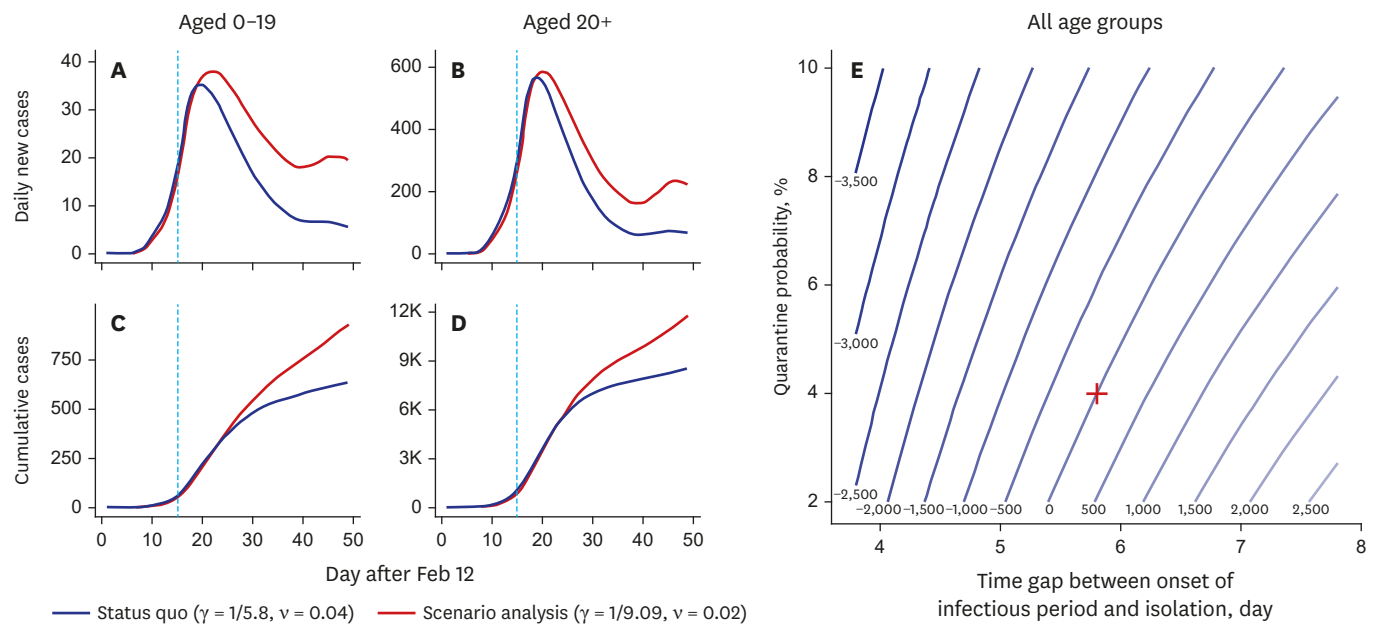 Aged 0–19
Aged 20+
All age groups
A
B
E
Daily new cases
40
30
20
10
0
600
400
200
0
C
D
Cumulative cases
750
500
250
0
12K
9K
6K
3K
0
0 10 20 30 40 50
0 10 20 30 40 50
Day after Feb 12
Status quo (γ = 1/5.8, ν = 0.04)
Scenario analysis (γ = 1/9.09, ν = 0.02)
Quarantine probability, %
10
8
6
4
2
−3,500
−3,000
−2,500
−2,000 −1,500 −1,000 −500 0 500 1,000 1,500 2,000 2,500
4 5 6 7 8
Time gap between onset of
infectious period and isolation, day